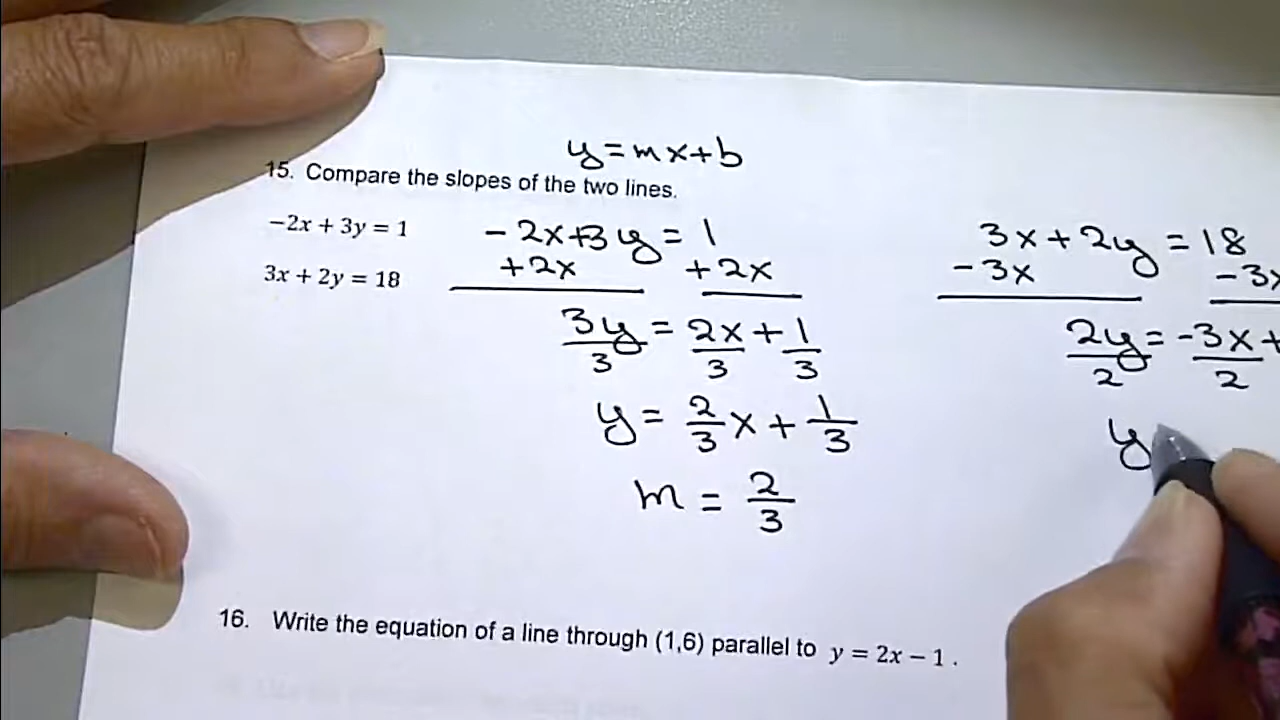 y = mx + b
15. Compare the slopes of the two lines.
−2x + 3y = 1
3x + 2y = 18
-2x+3y = 1
+2x +2x
3y/3 = 2x/3 + 1/3
y = 2/3 x + 1/3
m = 2/3
3x + 2y = 18
-3x -3x
2y/2 = -3x/2 +
y
16. Write the equation of a line through (1,6) parallel to y = 2x − 1 .